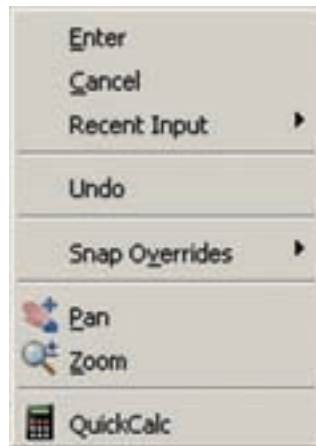 Enter
Cancel
Recent Input
Undo
Snap Overrides
Pan
Zoom
QuickCalc